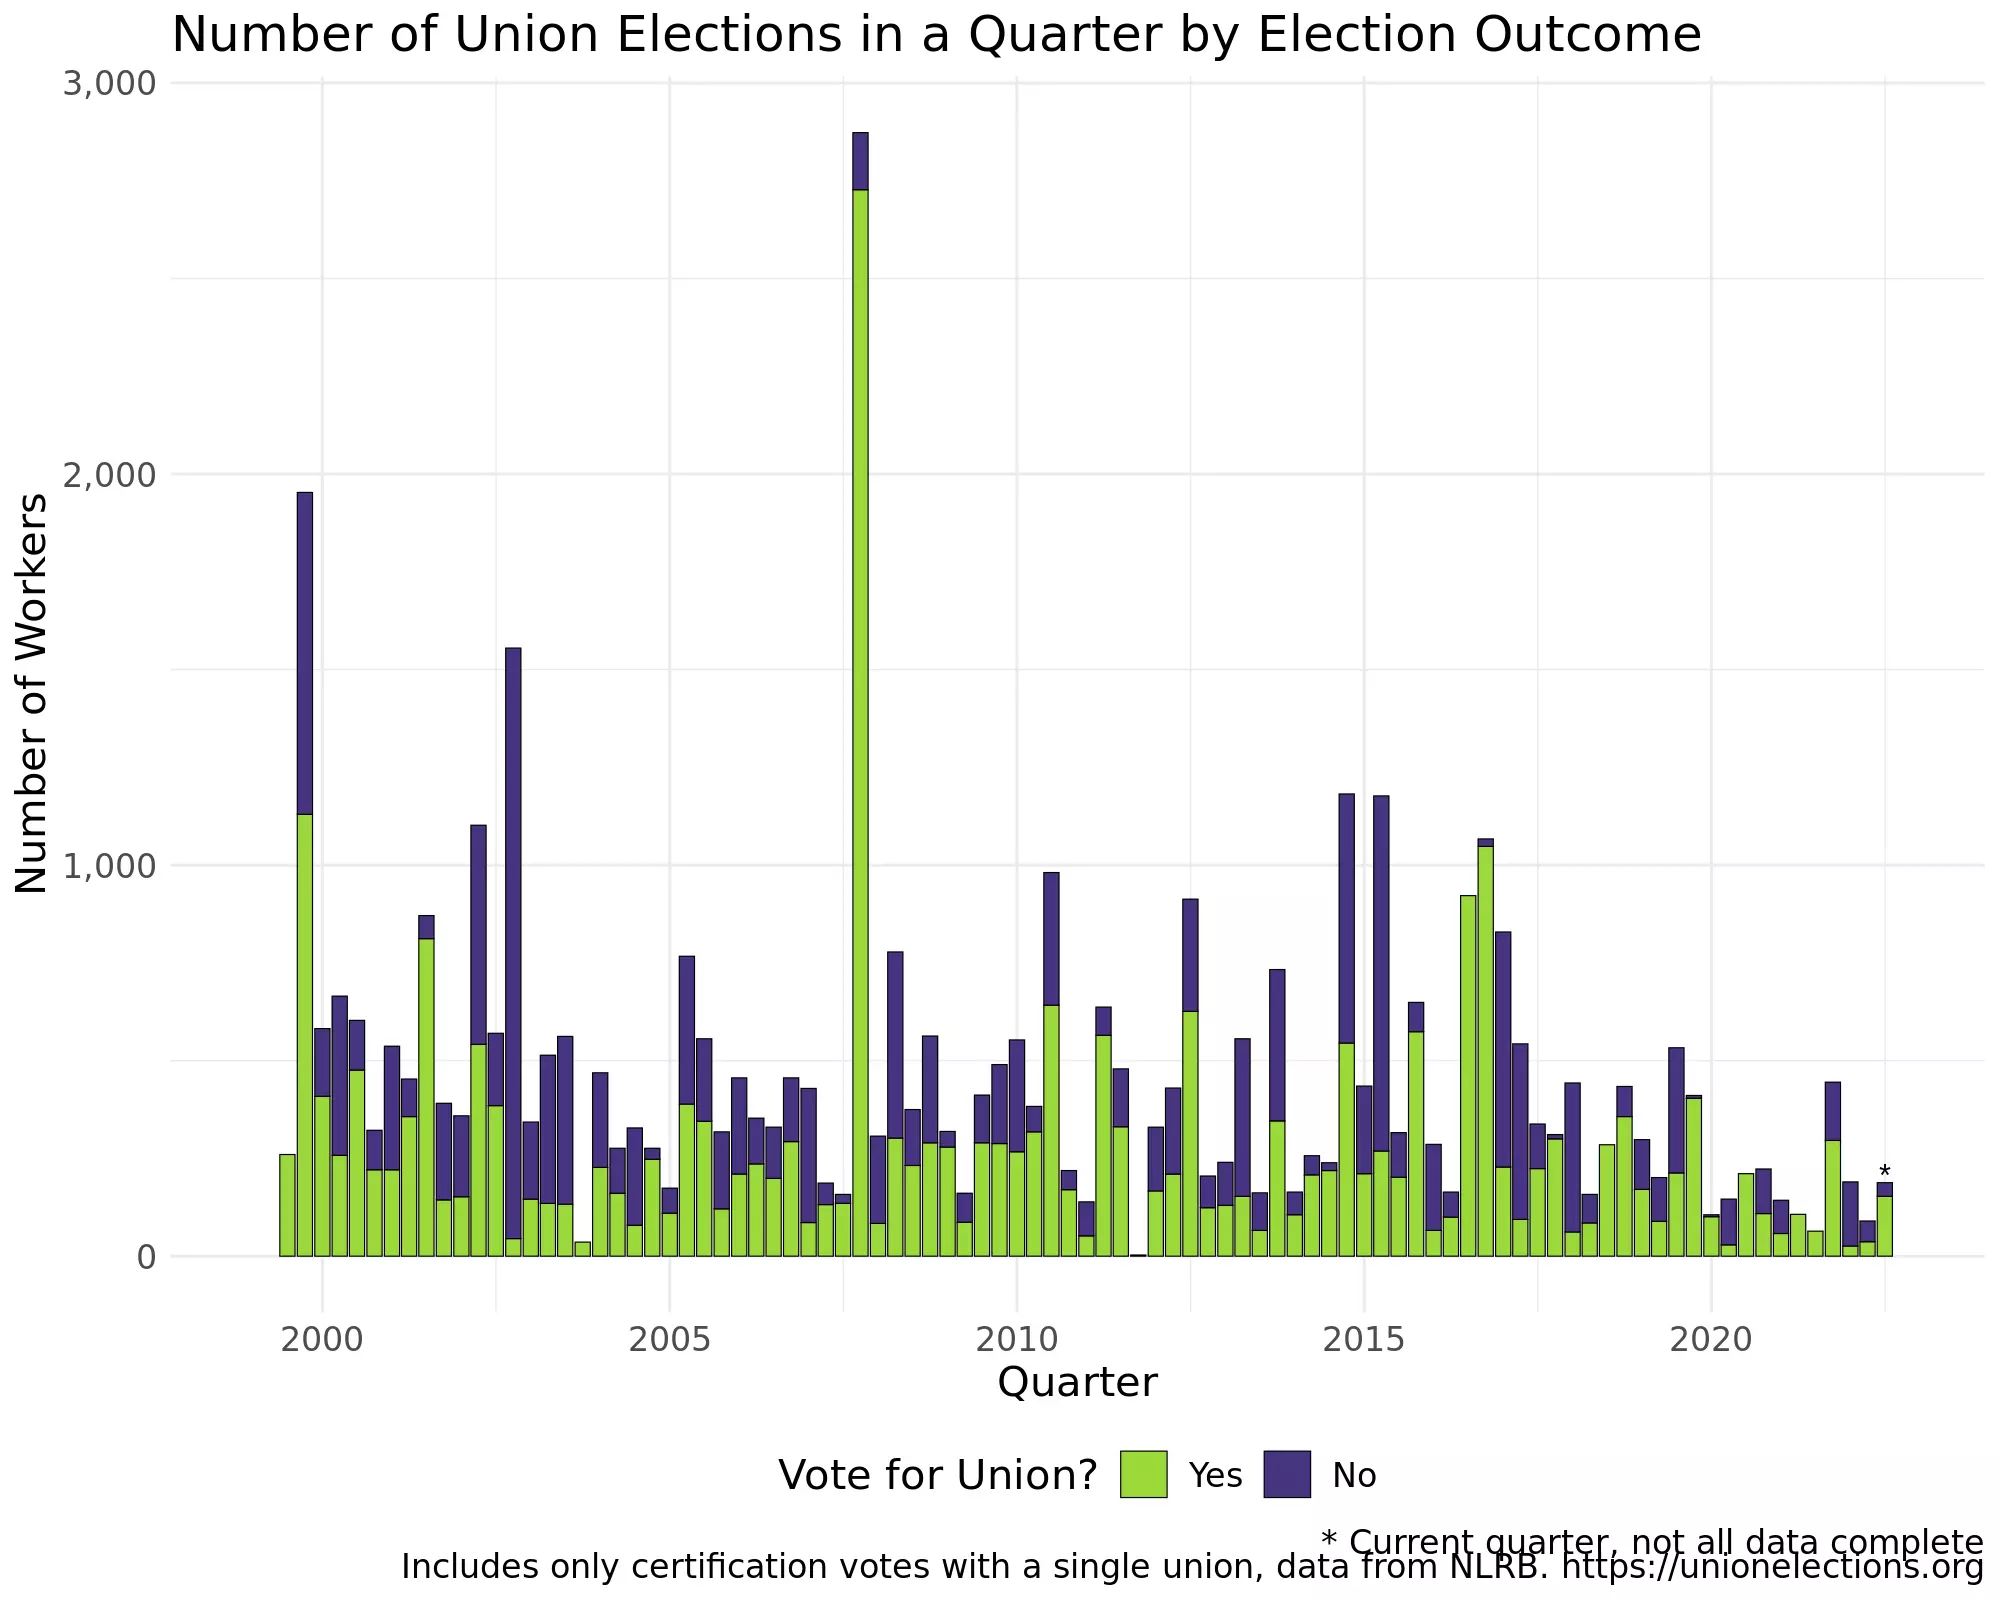 Number of Union Elections in a Quarter by Election Outcome
Number of Workers
3,000
2,000
1,000
0
*
2000 2005 2010 2015 2020
Quarter
Vote for Union? Yes No
* Current quarter, not all data complete
Includes only certification votes with a single union, data from NLRB. https://unionelections.org